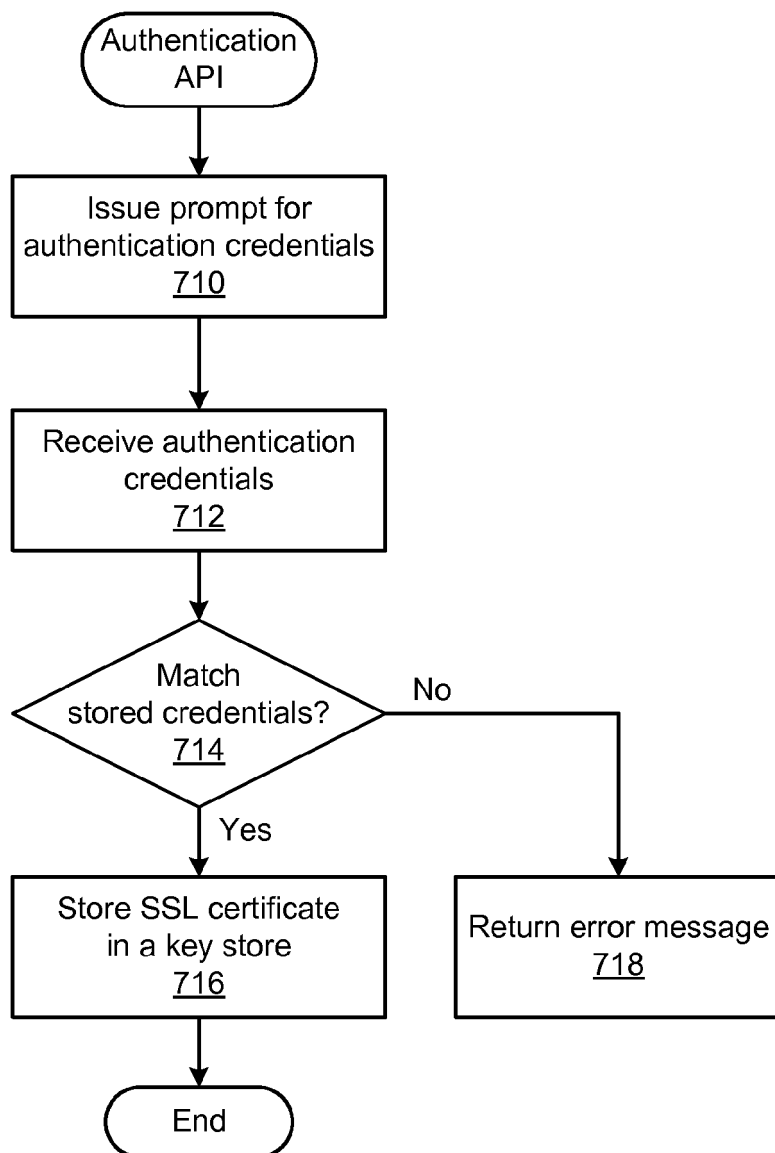 Authentication
API
Issue prompt for
authentication credentials
710
Receive authentication
credentials
712
Match
stored credentials?
714
No
Yes
Store SSL certificate
in a key store
716
Return error message
718
End